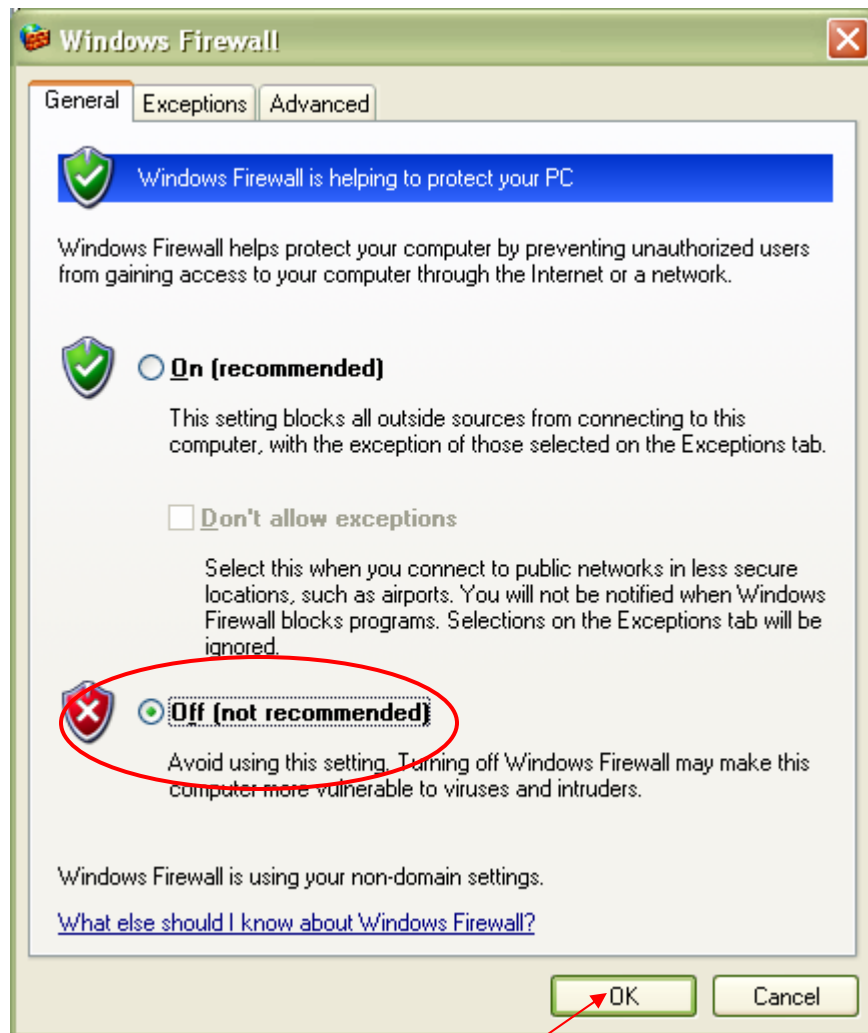 Windows Firewall
General
Exceptions
Advanced
Windows Firewall is helping to protect your PC
Windows Firewall helps protect your computer by preventing unauthorized users
from gaining access to your computer through the Internet or a network.
On (recommended)
This setting blocks all outside sources from connecting to this
computer, with the exception of those selected on the Exceptions tab.
Don't allow exceptions
Select this when you connect to public networks in less secure
locations, such as airports. You will not be notified when Windows
Firewall blocks programs. Selections on the Exceptions tab will be
ignored.
Off (not recommended)
Avoid using this setting. Turning off Windows Firewall may make this
computer more vulnerable to viruses and intruders.
Windows Firewall is using your non-domain settings.
What else should I know about Windows Firewall?
OK
Cancel